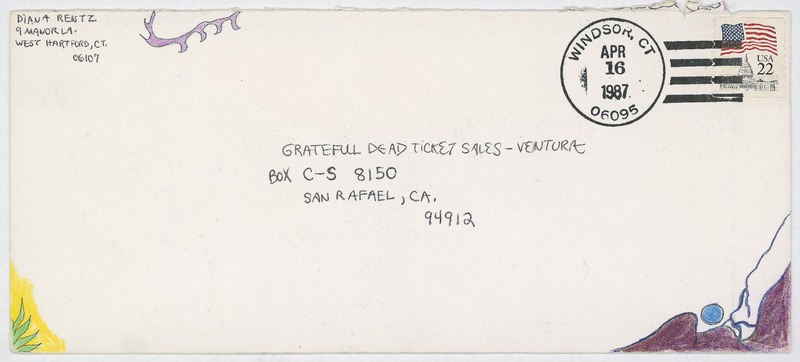 DIANA RENTZ
9 MANOR LA.
WEST HARTFORD, CT.
06107
WINDSOR, CT
APR
16
1987
06095
USA
22
GRATEFUL DEAD TICKET SALES - VENTURA
BOX C-S 8150
SAN RAFAEL, CA.
94912